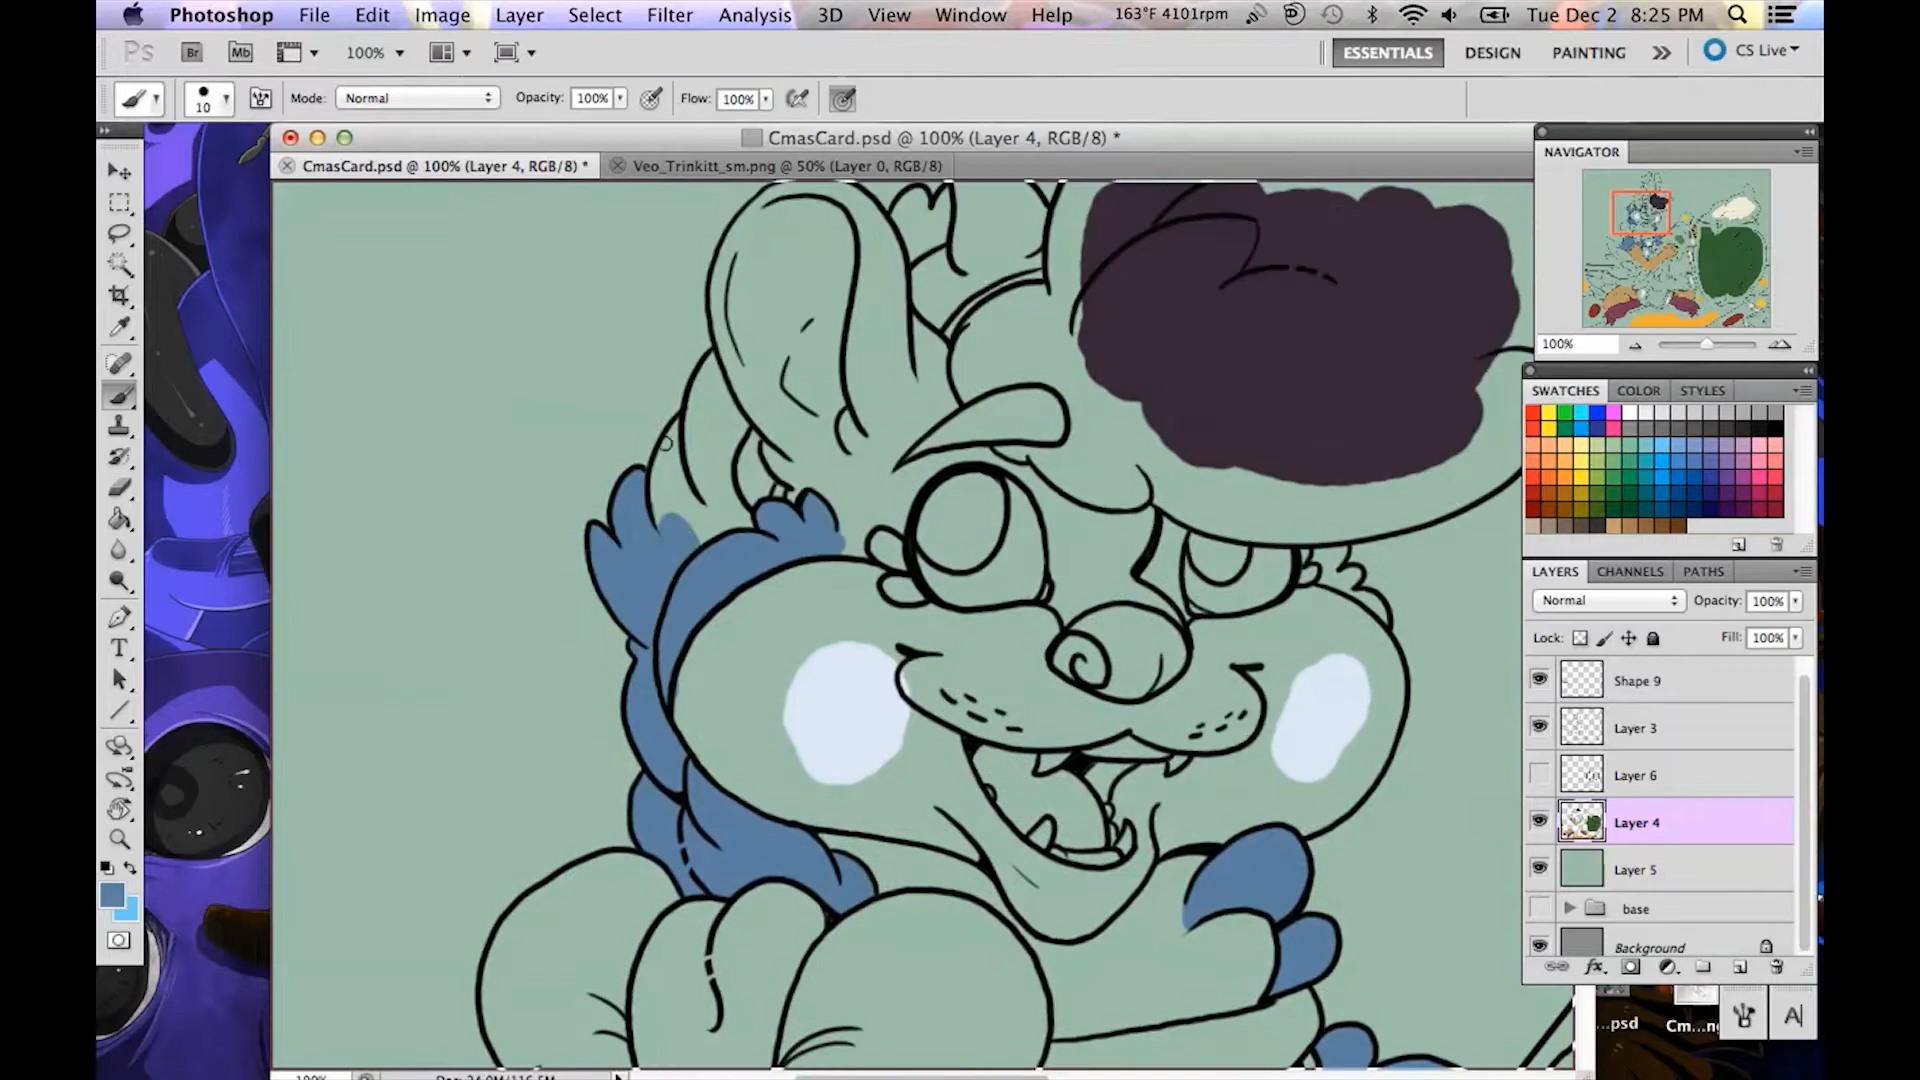 Photoshop File Edit Image Layer Select Filter Analysis 3D View Window Help 163°F 4101rpm Tue Dec 2 8:25 PM
Ps Br Mb 100% ESSENTIALS DESIGN PAINTING CS Live
10 Mode: Normal Opacity: 100% Flow: 100%
CmasCard.psd @ 100% (Layer 4, RGB/8) *
CmasCard.psd @ 100% (Layer 4, RGB/8) * Veo_Trinkitt_sm.png @ 50% (Layer 0, RGB/8)
NAVIGATOR
100%
SWATCHES COLOR STYLES
LAYERS CHANNELS PATHS
Normal Opacity: 100%
Lock: Fill: 100%
Shape 9
Layer 3
Layer 6
Layer 4
Layer 5
base
Background
...psd Cm...ng